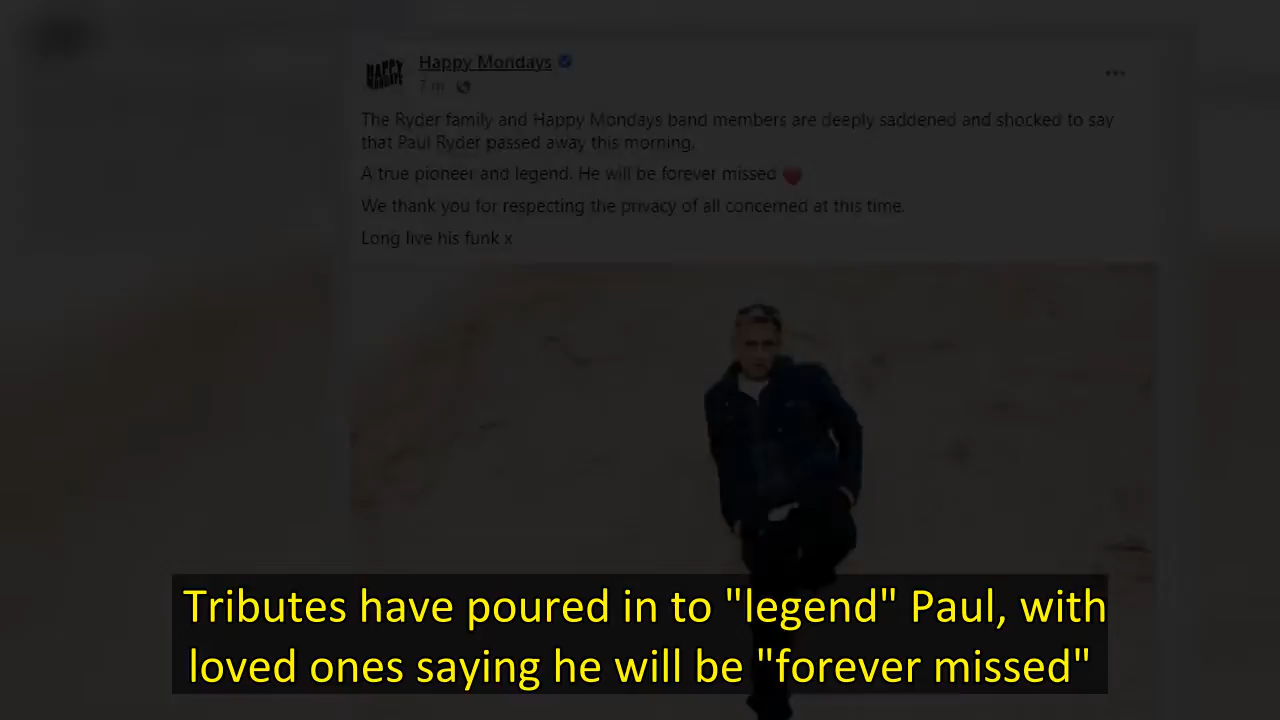 HAPPY
MONDAYS
Happy Mondays
7 m
The Ryder family and Happy Mondays band members are deeply saddened and shocked to say
that Paul Ryder passed away this morning.
A true pioneer and legend. He will be forever missed
We thank you for respecting the privacy of all concerned at this time.
Long live his funk x
Tributes have poured in to "legend" Paul, with
loved ones saying he will be "forever missed"